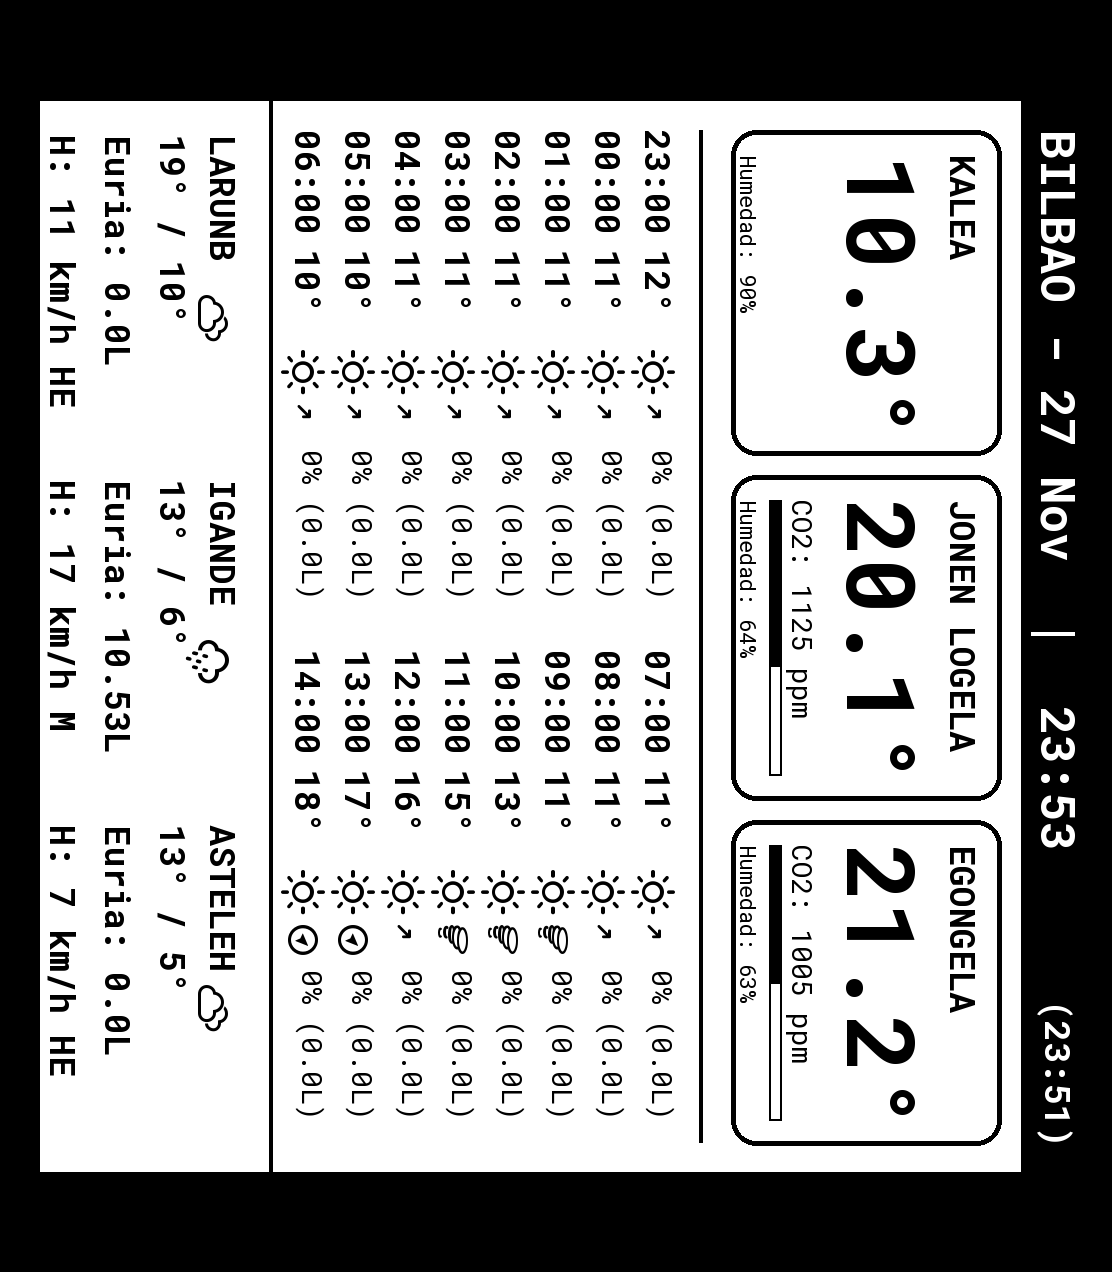 BILBAO - 27 Nov | 23:53 (23:51)
KALEA
10.3°
Humedad: 90%
JONEN LOGELA
20.1°
CO2: 1125 ppm
Humedad: 64%
EGONGELA
21.2°
CO2: 1005 ppm
Humedad: 63%
23:00 12° 0% (0.0L)
00:00 11° 0% (0.0L)
01:00 11° 0% (0.0L)
02:00 11° 0% (0.0L)
03:00 11° 0% (0.0L)
04:00 11° 0% (0.0L)
05:00 10° 0% (0.0L)
06:00 10° 0% (0.0L)
07:00 11° 0% (0.0L)
08:00 11° 0% (0.0L)
09:00 11° 0% (0.0L)
10:00 13° 0% (0.0L)
11:00 15° 0% (0.0L)
12:00 16° 0% (0.0L)
13:00 17° 0% (0.0L)
14:00 18° 0% (0.0L)
LARUNB
19° / 10°
Euria: 0.0L
H: 11 km/h HE
IGANDE
13° / 6°
Euria: 10.53L
H: 17 km/h M
ASTELEH
13° / 5°
Euria: 0.0L
H: 7 km/h HE